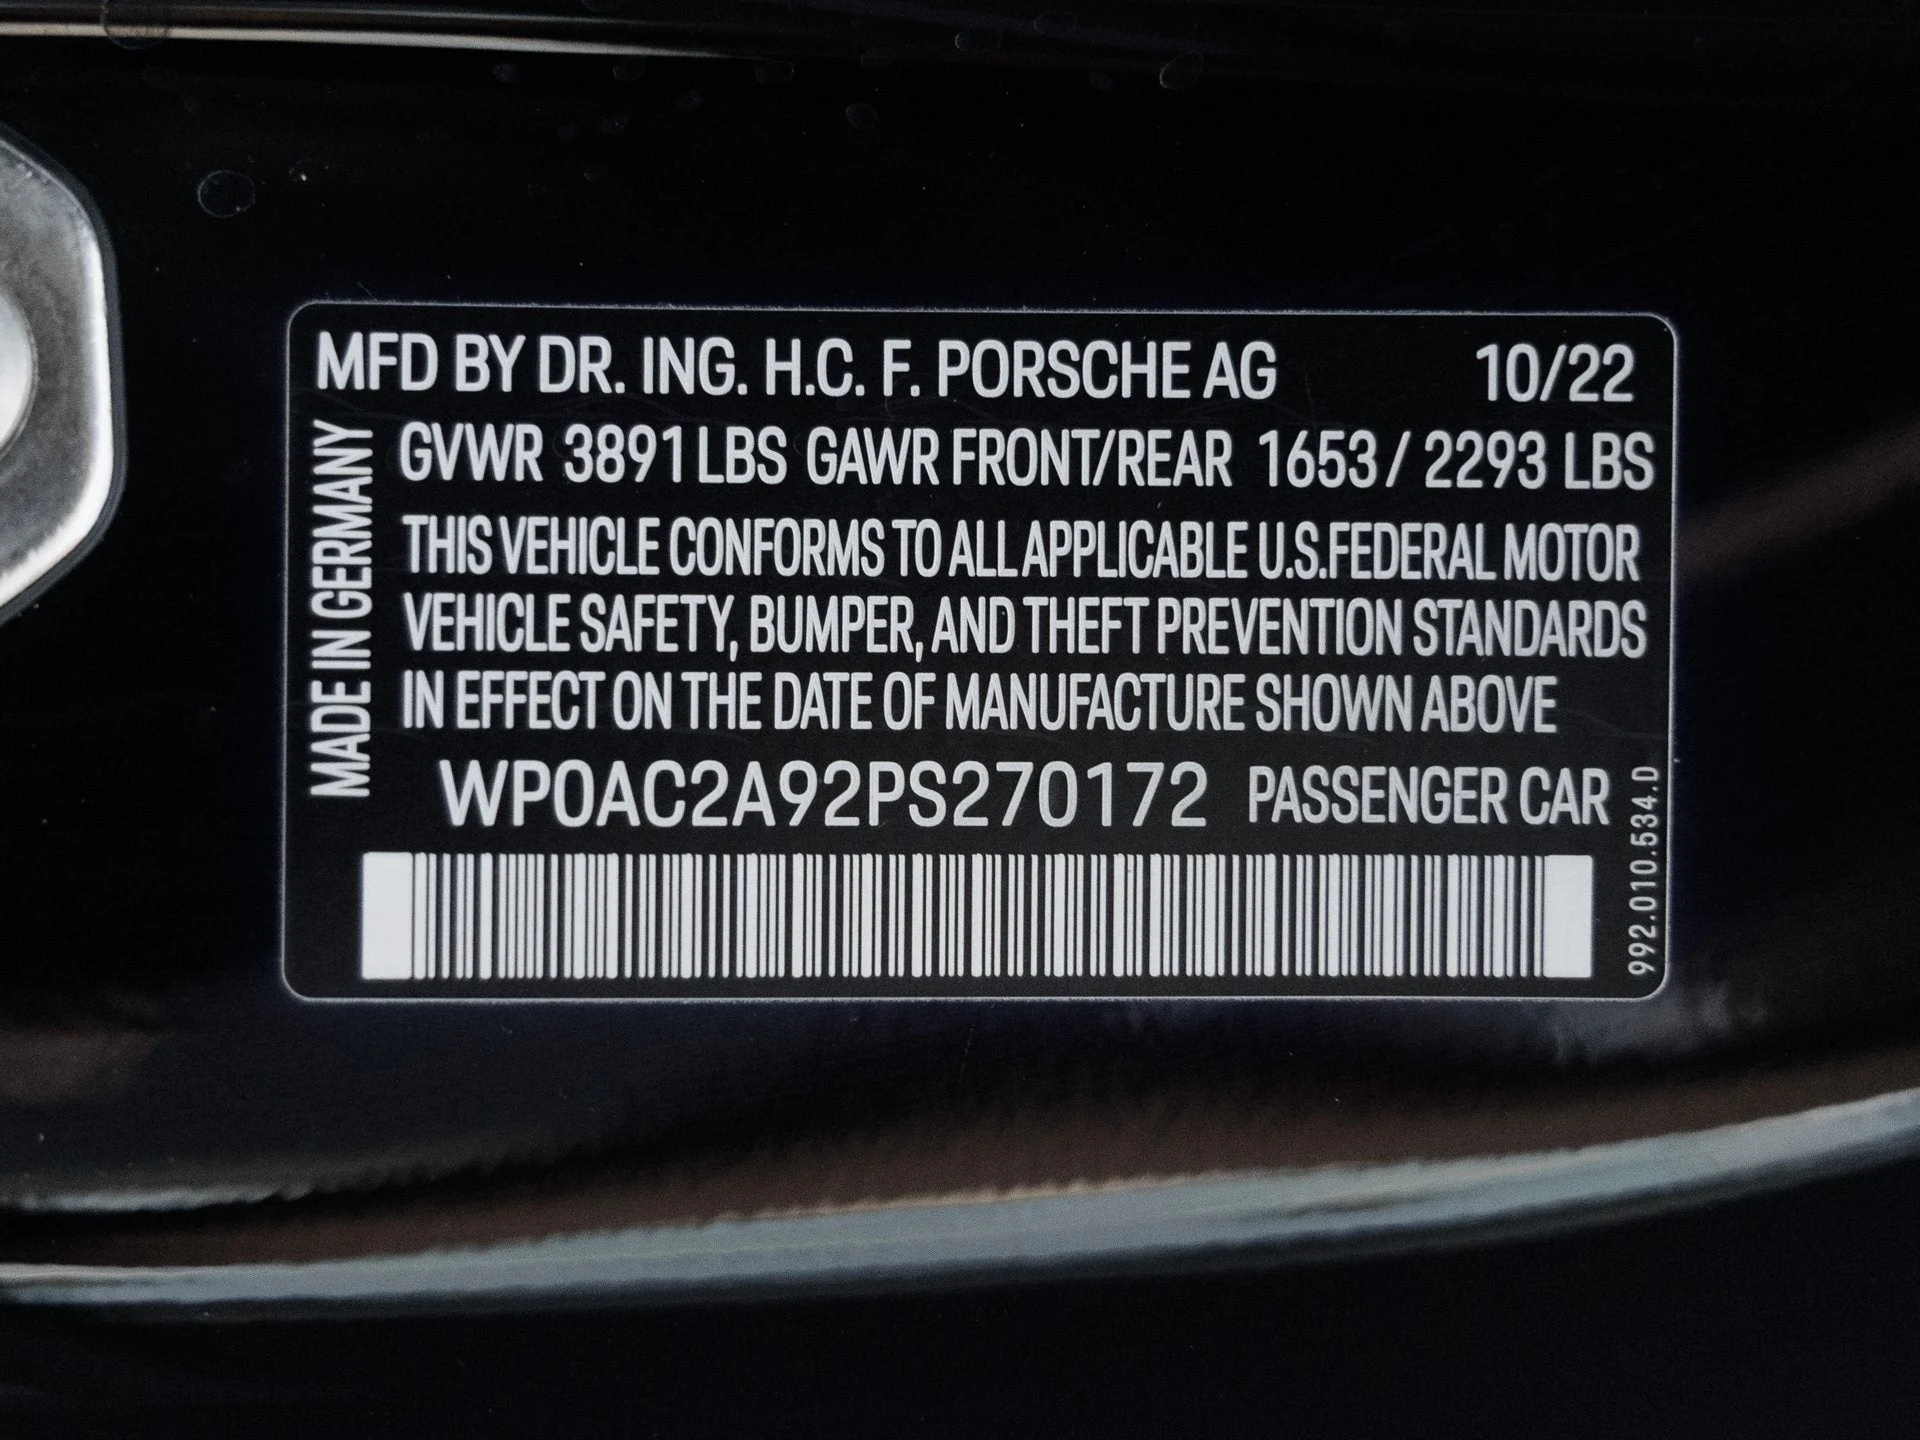 MFD BY DR. ING. H.C. F. PORSCHE AG 10/22
GVWR 3891 LBS GAWR FRONT/REAR 1653 / 2293 LBS
THIS VEHICLE CONFORMS TO ALL APPLICABLE U.S.FEDERAL MOTOR
VEHICLE SAFETY, BUMPER, AND THEFT PREVENTION STANDARDS
IN EFFECT ON THE DATE OF MANUFACTURE SHOWN ABOVE
WP0AC2A92PS270172 PASSENGER CAR
MADE IN GERMANY
992.010.534.D